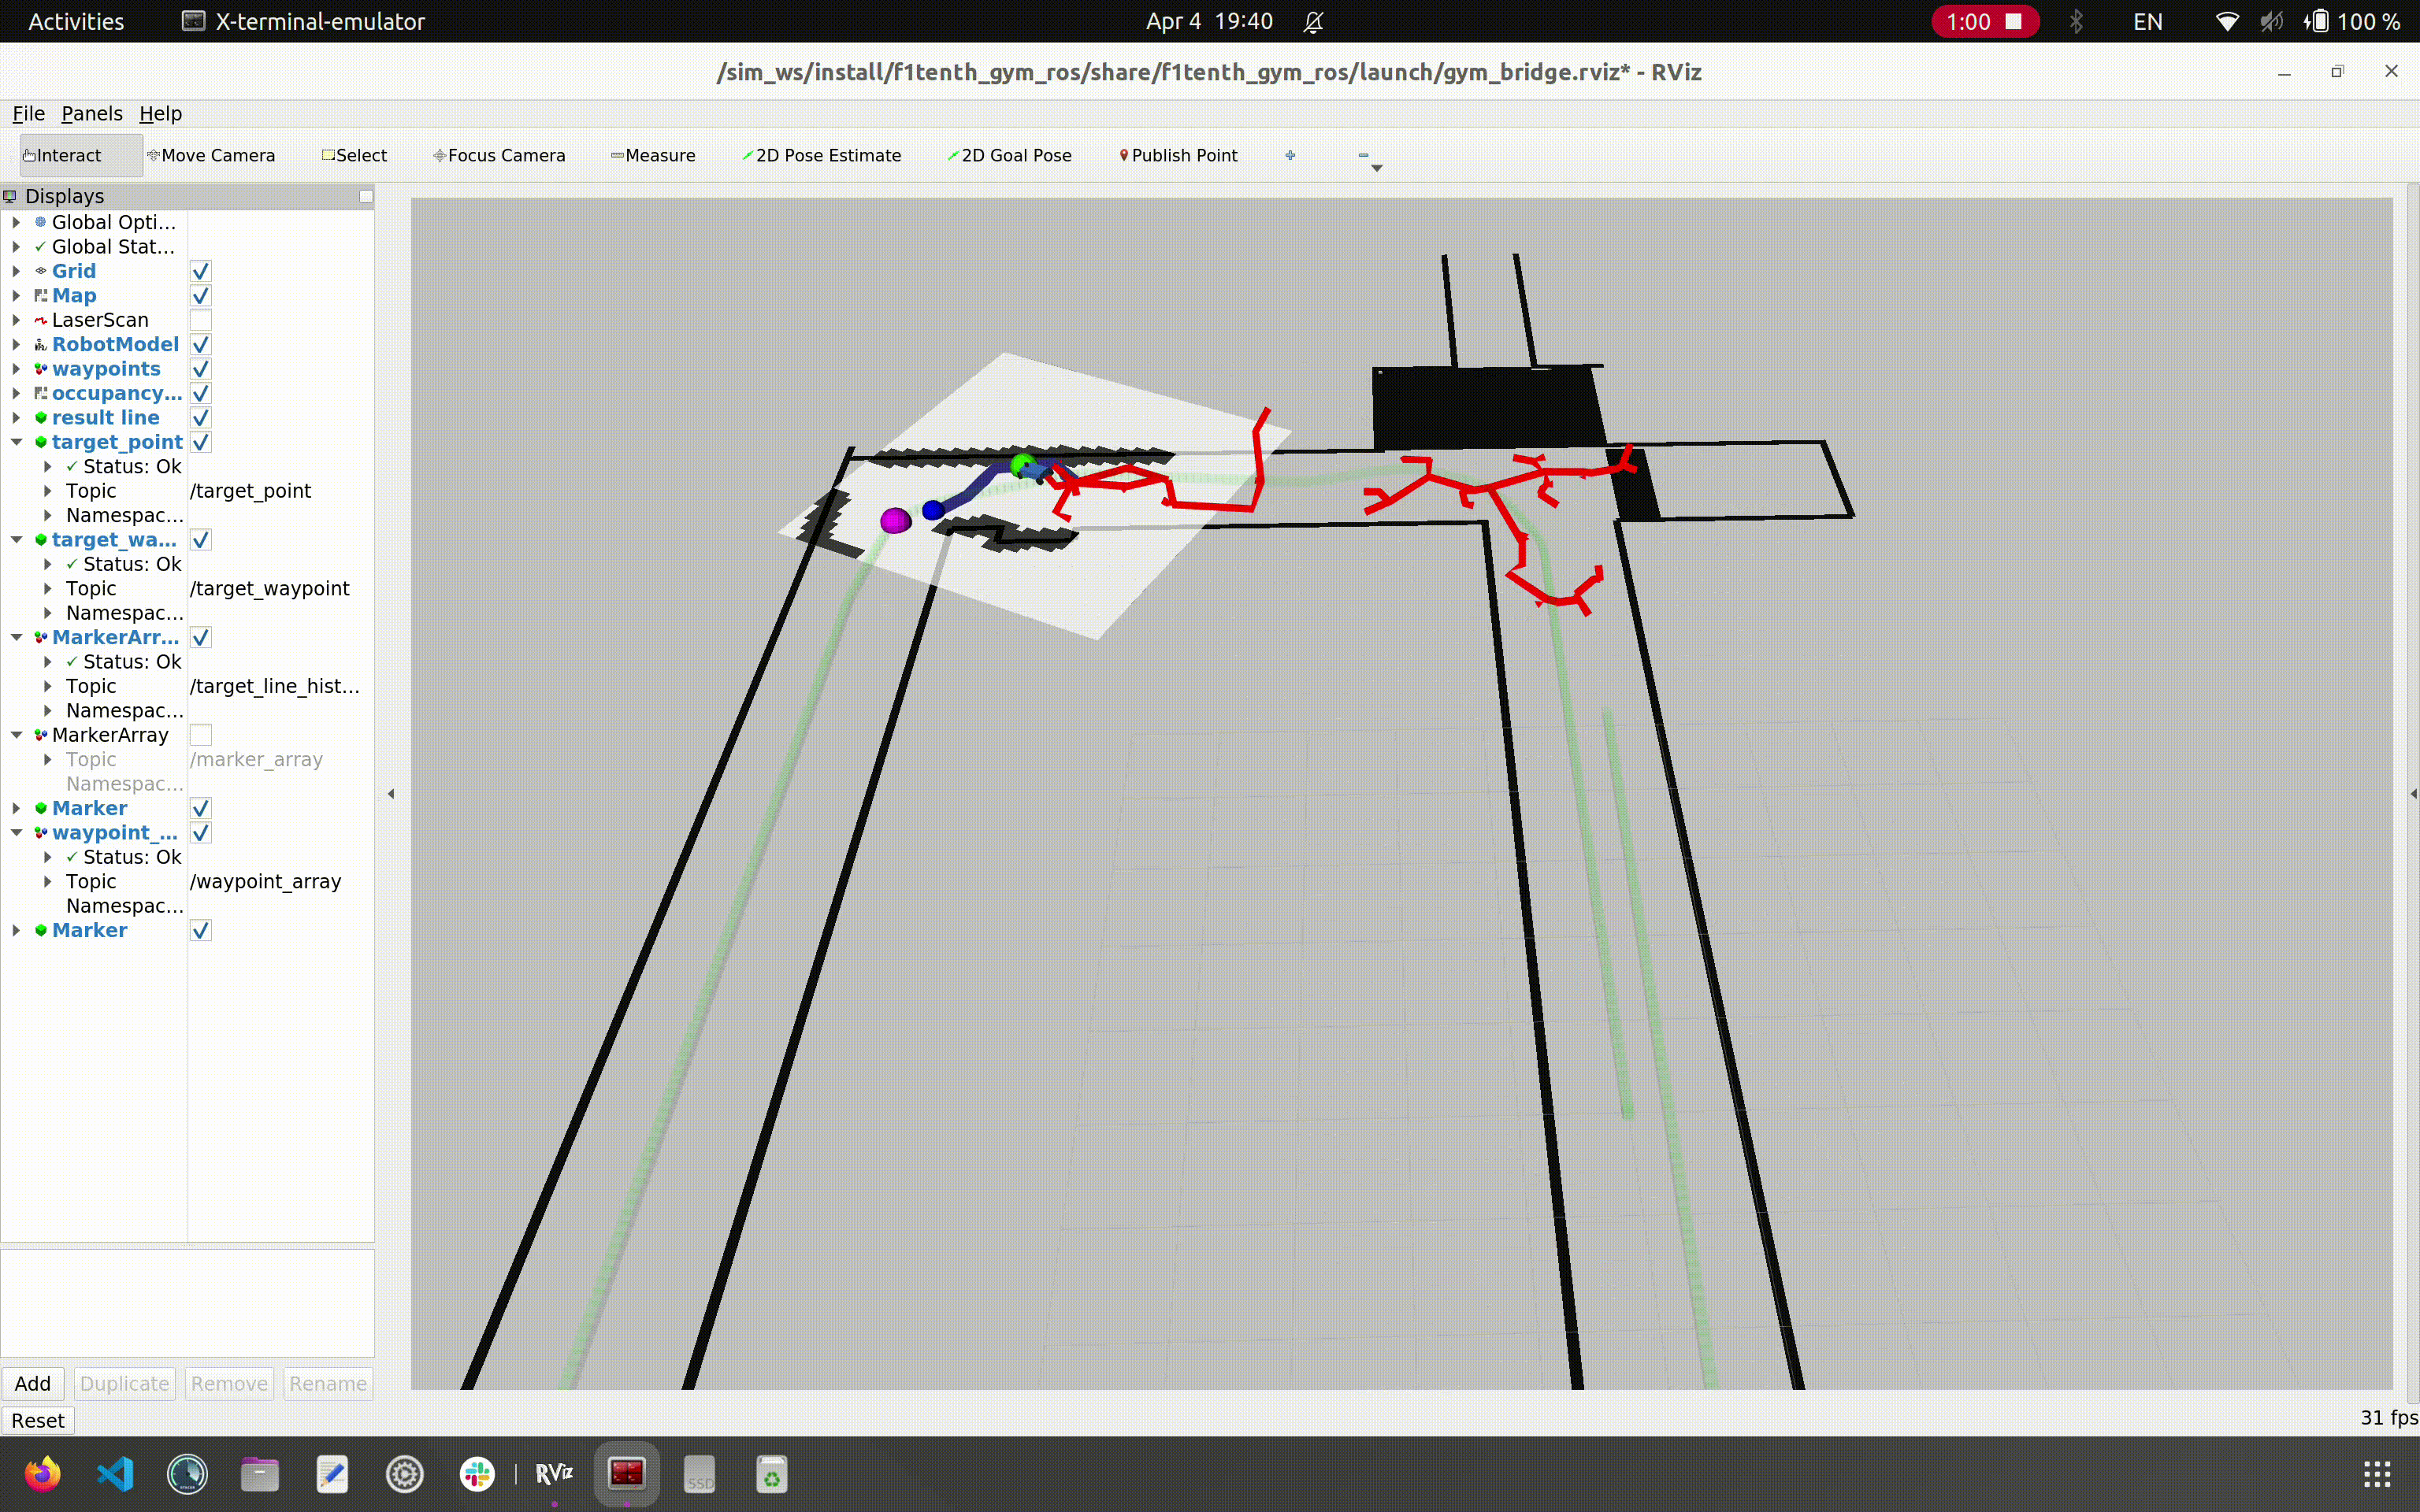 Activities
X-terminal-emulator
Apr 4 19:40
1:00
EN
100 %
/sim_ws/install/f1tenth_gym_ros/share/f1tenth_gym_ros/launch/gym_bridge.rviz* - RViz
File Panels Help
Interact
Move Camera
Select
Focus Camera
Measure
2D Pose Estimate
2D Goal Pose
Publish Point
Displays
Global Opti...
Global Stat...
Grid
Map
LaserScan
RobotModel
waypoints
occupancy...
result line
target_point
Status: Ok
Topic /target_point
Namespac...
target_wa...
Status: Ok
Topic /target_waypoint
Namespac...
MarkerArr...
Status: Ok
Topic /target_line_hist...
Namespac...
MarkerArray
Topic /marker_array
Namespac...
Marker
waypoint_...
Status: Ok
Topic /waypoint_array
Namespac...
Marker
Add Duplicate Remove Rename
Reset
31 fps
RViz
SSD